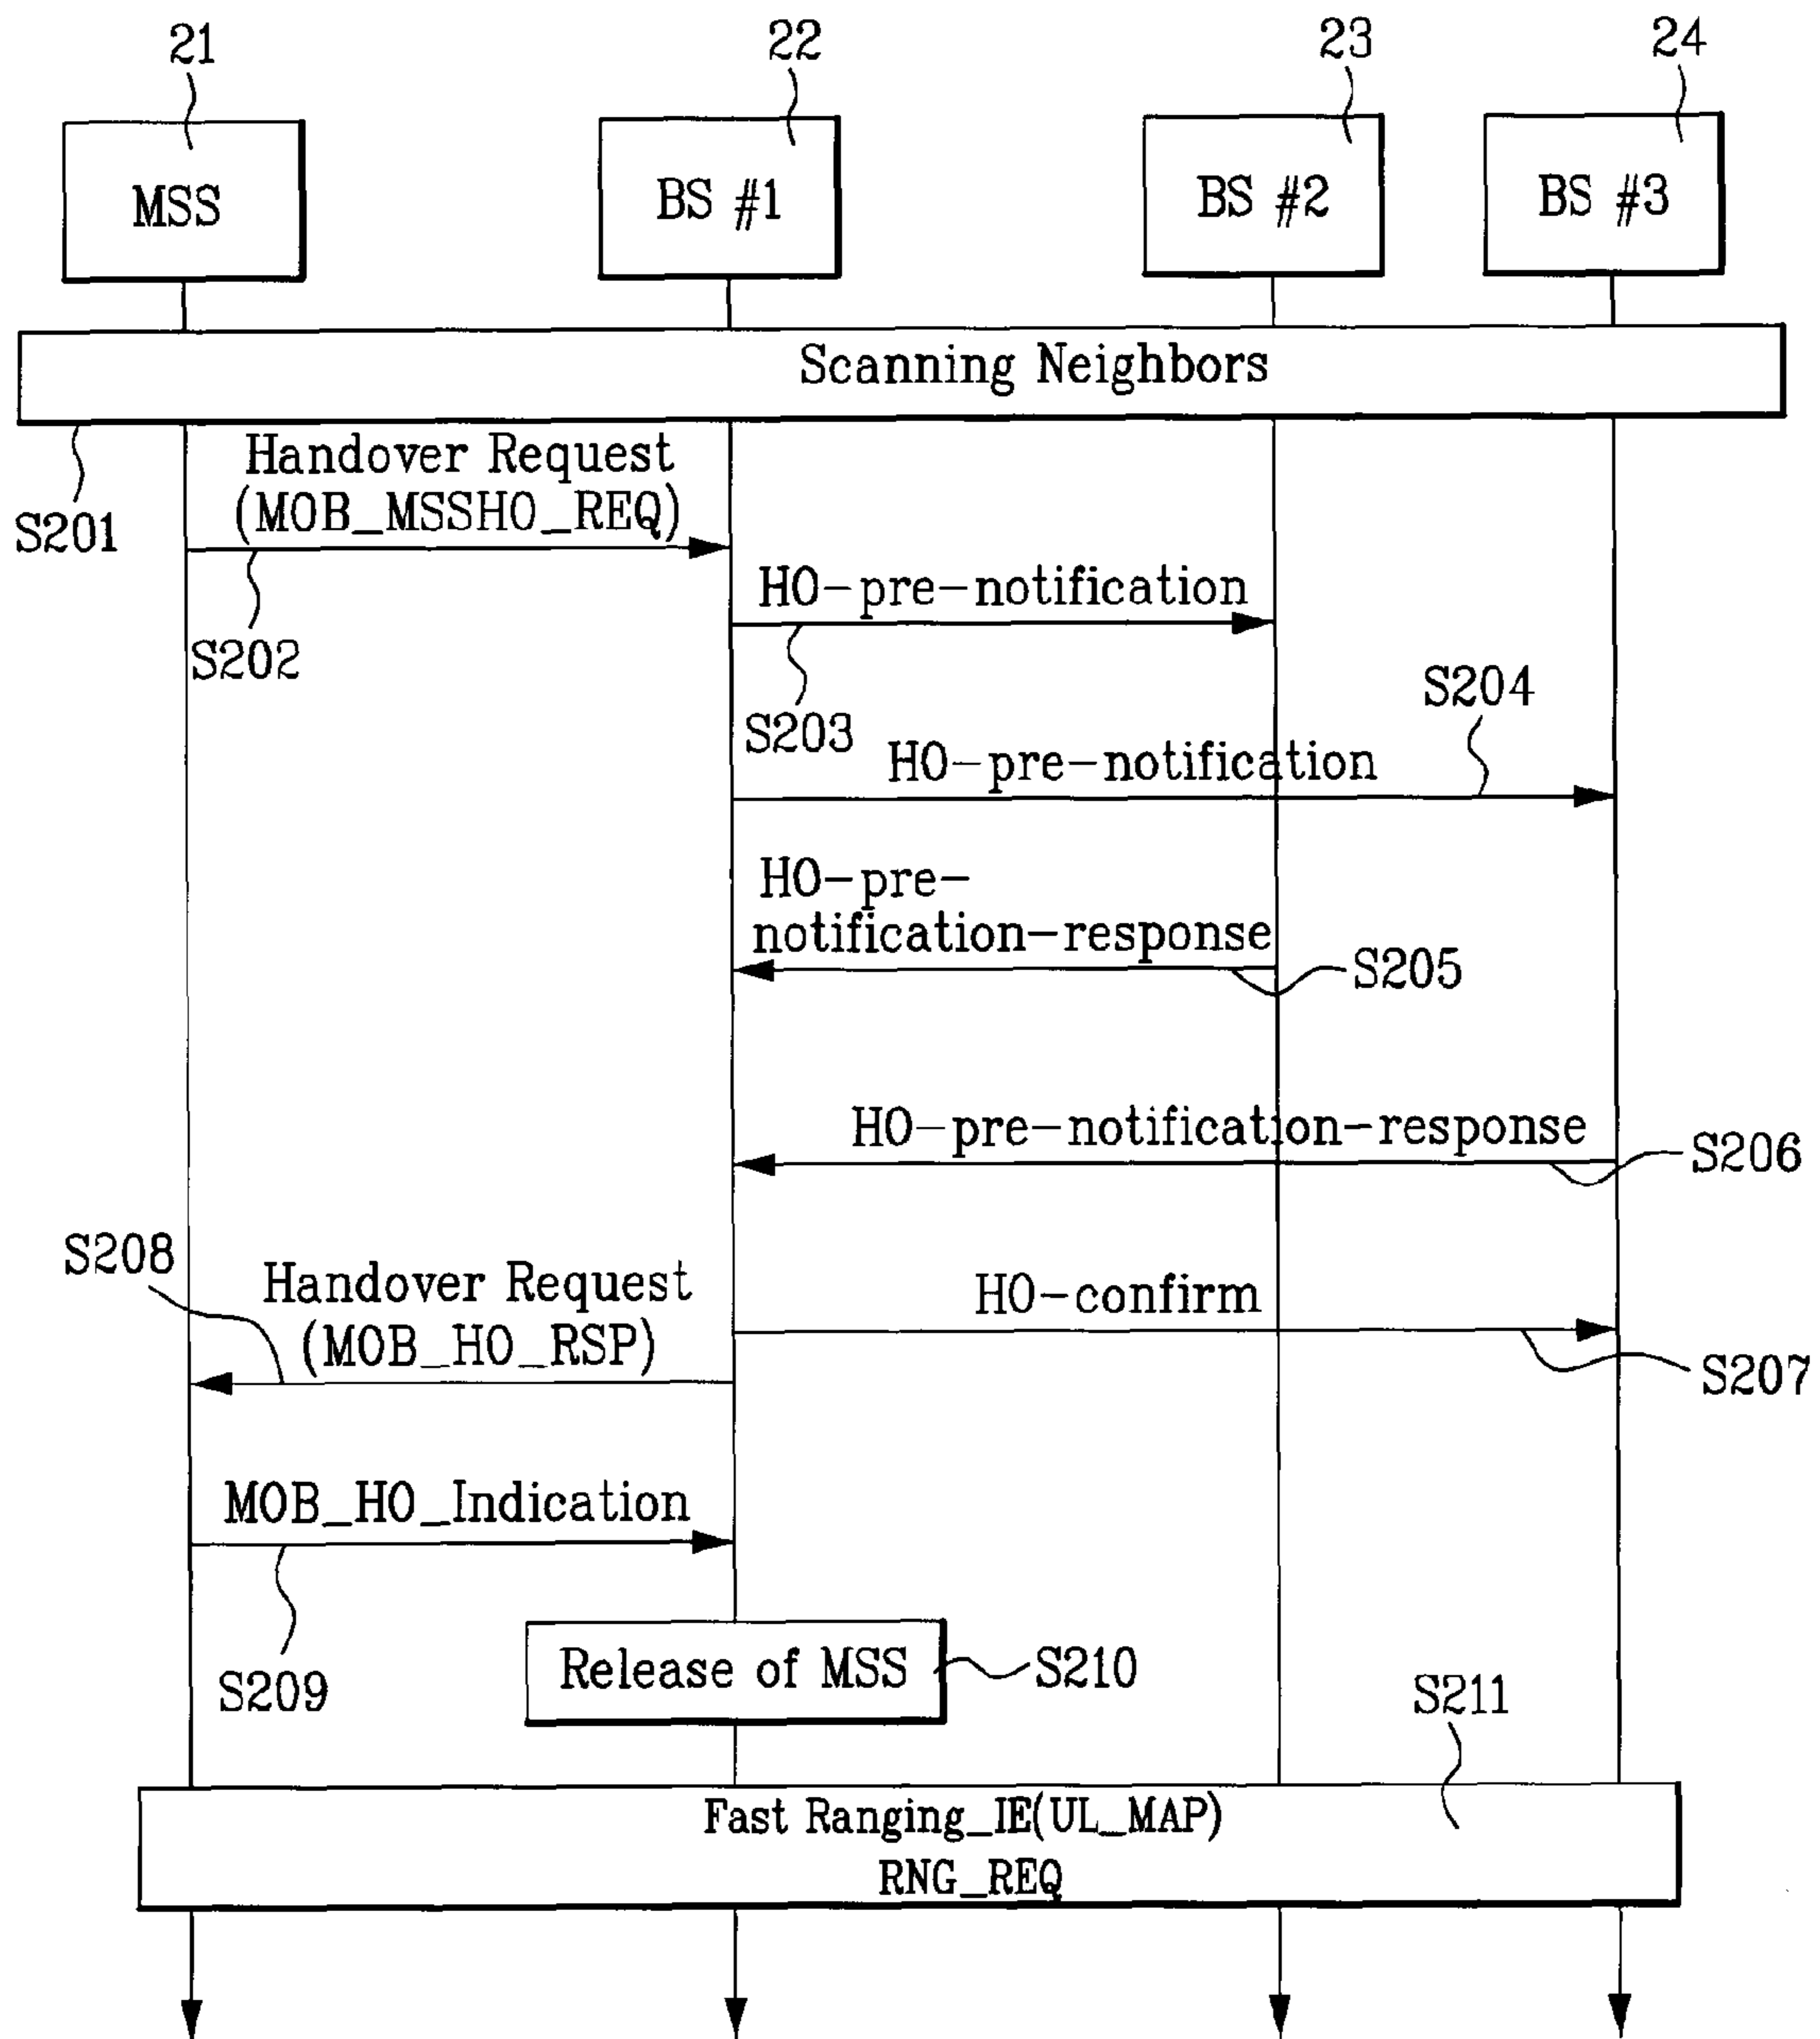 21
22
23
24
MSS
BS #1
BS #2
BS #3
Scanning Neighbors
S201
Handover Request
(MOB_MSSHO_REQ)
S202
HO-pre-notification
S203
S204
HO-pre-notification
HO-pre-
notification-response
S205
HO-pre-notification-response
S206
S208
Handover Request
(MOB_HO_RSP)
HO-confirm
S207
MOB_HO_Indication
S209
Release of MSS
S210
S211
Fast Ranging_IE(UL_MAP)
RNG_REQ